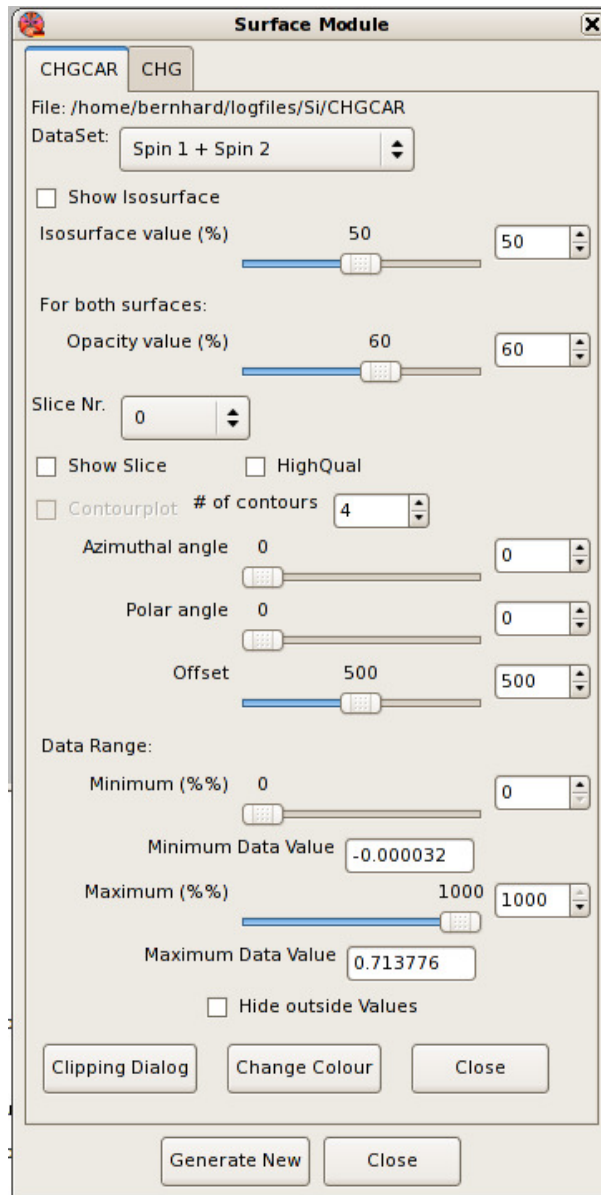 Surface Module
CHGCAR CHG
File: /home/bernhard/logfiles/Si/CHGCAR
DataSet: Spin 1 + Spin 2
Show Isosurface
Isosurface value (%) 50 50
For both surfaces:
Opacity value (%) 60 60
Slice Nr. 0
Show Slice HighQual
Contourplot # of contours 4
Azimuthal angle 0 0
Polar angle 0 0
Offset 500 500
Data Range:
Minimum (%%) 0 0
Minimum Data Value -0.000032
Maximum (%%) 1000 1000
Maximum Data Value 0.713776
Hide outside Values
Clipping Dialog Change Colour Close
Generate New Close